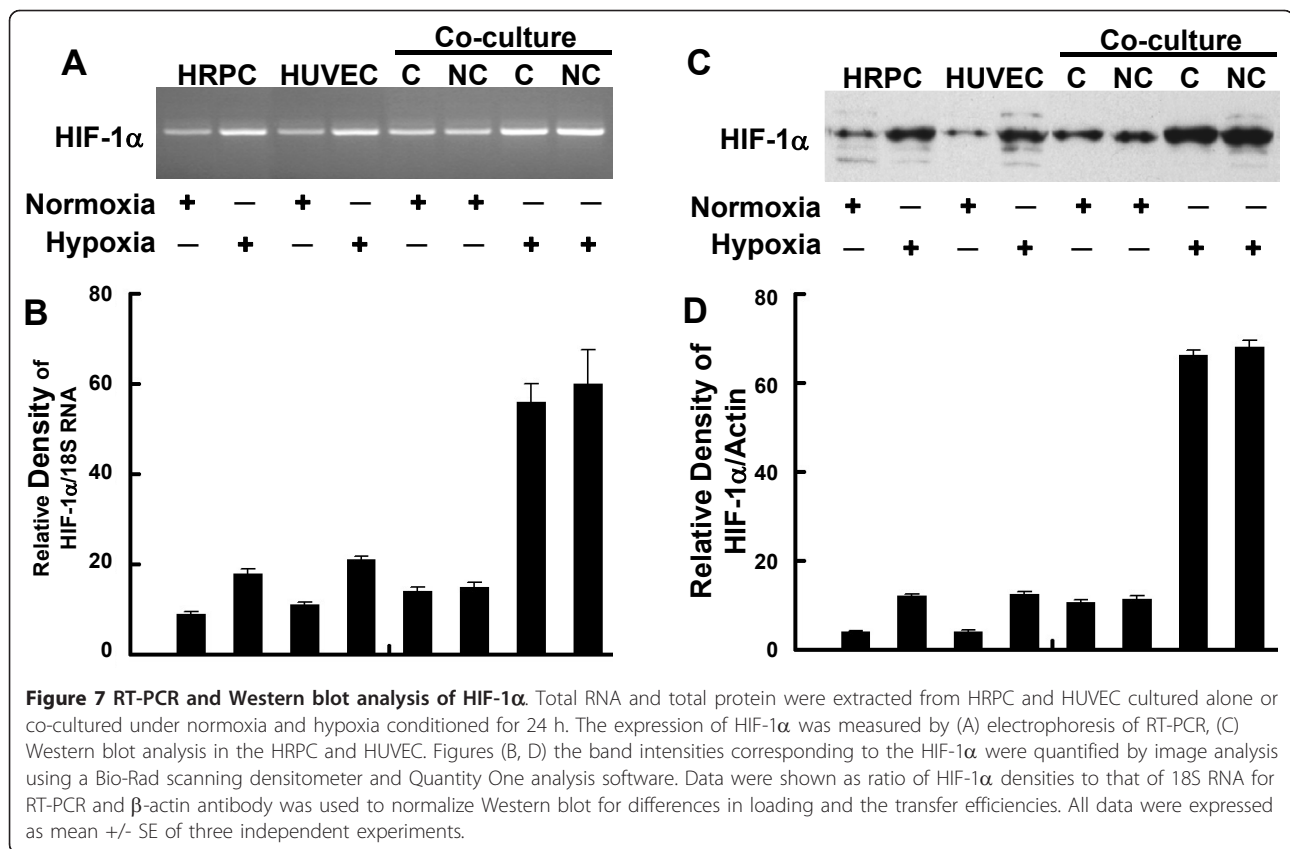 A
Co-culture
HRPC HUVEC C NC C NC
HIF-1α
Normoxia + — + — + + — —
Hypoxia — + — + — — + +
C
Co-culture
HRPC HUVEC C NC C NC
HIF-1α
Normoxia + — + — + + — —
Hypoxia — + — + — — + +
B
Relative Density of
HIF-1α/18S RNA
80
60
40
20
0
D
Relative Density of
HIF-1α/Actin
80
60
40
20
0
Figure 7 RT-PCR and Western blot analysis of HIF-1α. Total RNA and total protein were extracted from HRPC and HUVEC cultured alone or
co-cultured under normoxia and hypoxia conditioned for 24 h. The expression of HIF-1α was measured by (A) electrophoresis of RT-PCR, (C)
Western blot analysis in the HRPC and HUVEC. Figures (B, D) the band intensities corresponding to the HIF-1α were quantified by image analysis
using a Bio-Rad scanning densitometer and Quantity One analysis software. Data were shown as ratio of HIF-1α densities to that of 18S RNA for
RT-PCR and β-actin antibody was used to normalize Western blot for differences in loading and the transfer efficiencies. All data were expressed
as mean +/- SE of three independent experiments.